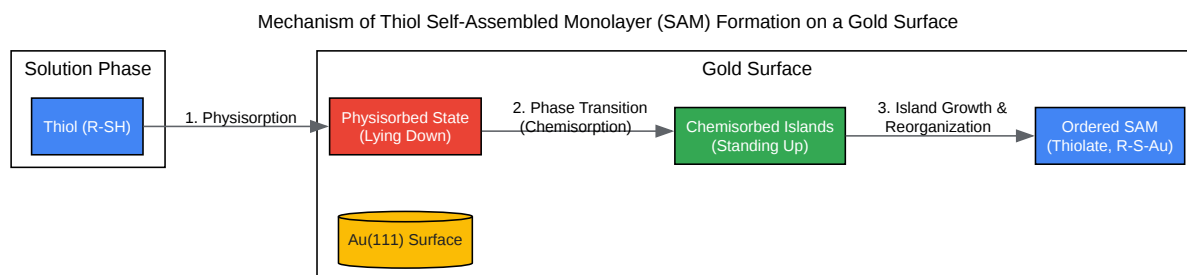 Mechanism of Thiol Self-Assembled Monolayer (SAM) Formation on a Gold Surface
Solution Phase
Thiol (R-SH)
1. Physisorption
Gold Surface
Physisorbed State
(Lying Down)
2. Phase Transition
(Chemisorption)
Chemisorbed Islands
(Standing Up)
3. Island Growth &
Reorganization
Ordered SAM
(Thiolate, R-S-Au)
Au(111) Surface